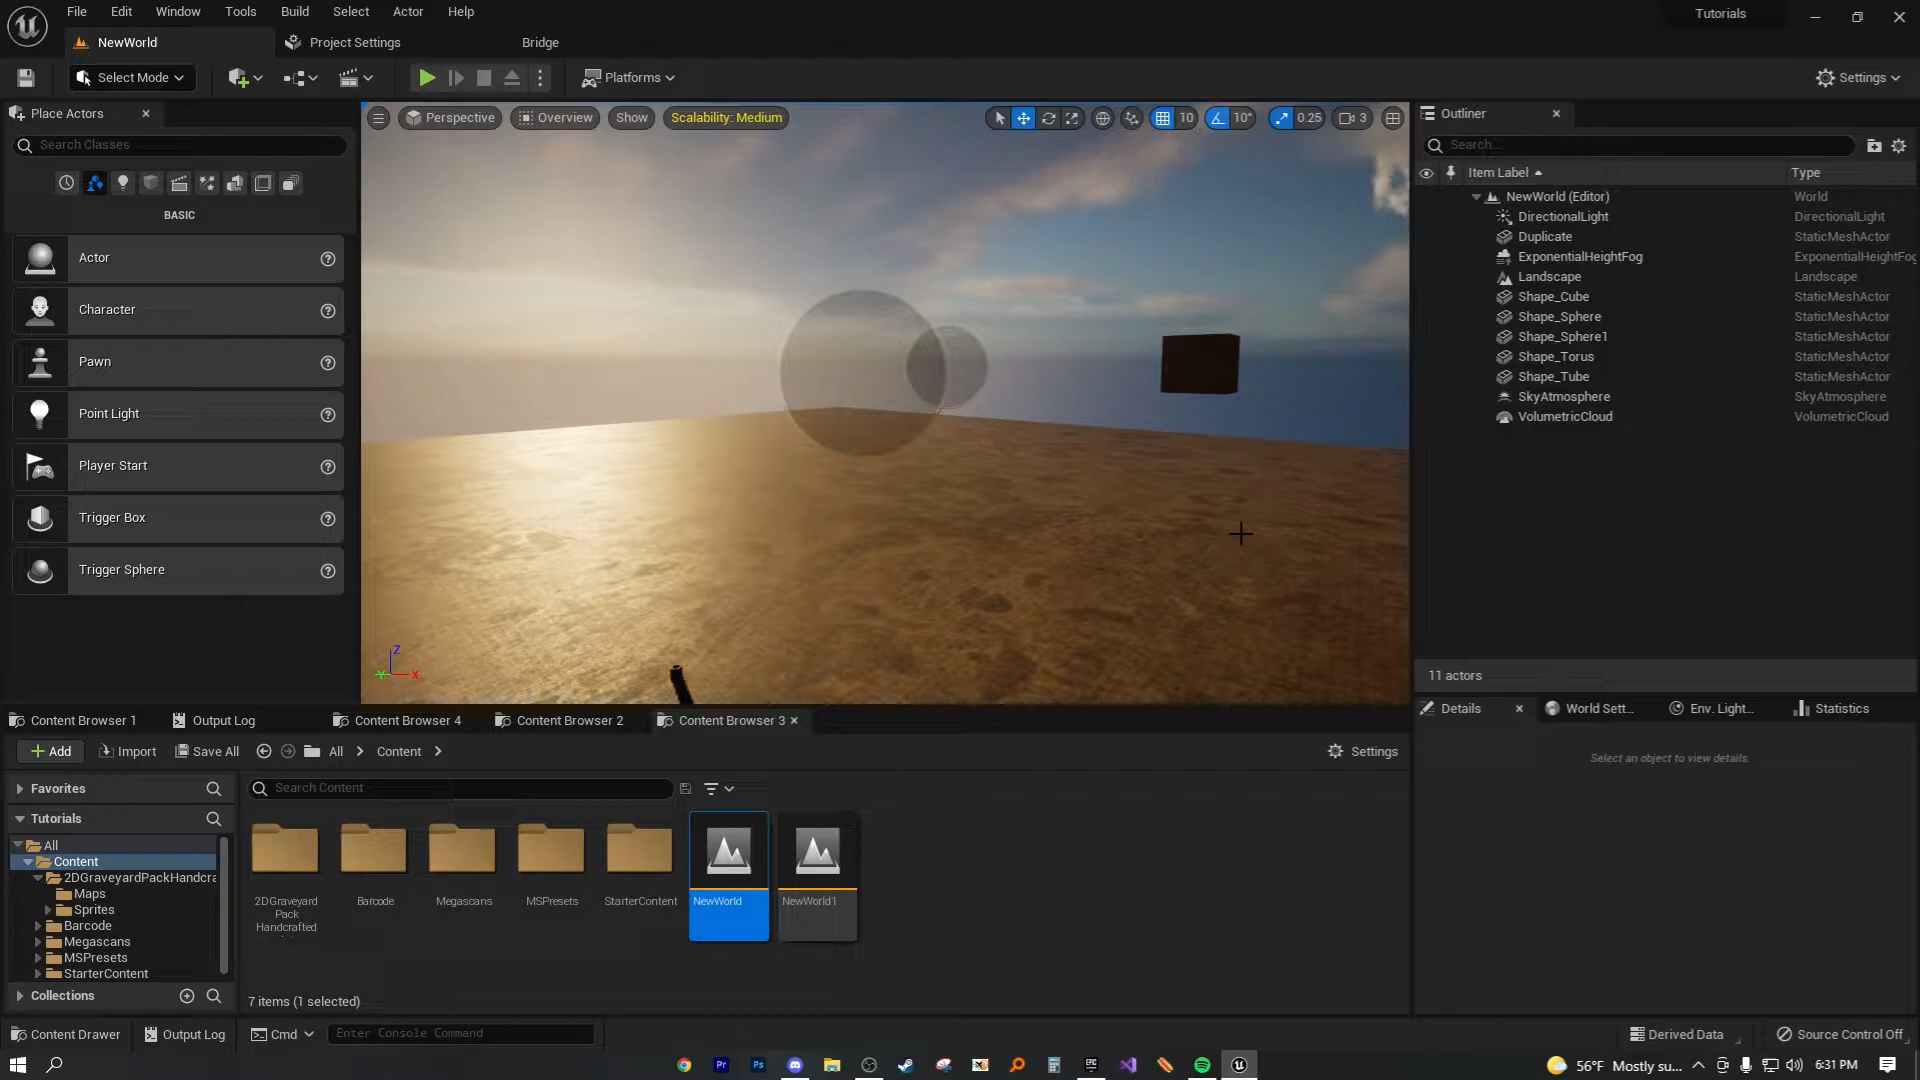 File Edit Window Tools Build Select Actor Help
Tutorials
NewWorld Project Settings Bridge
Select Mode Platforms Settings
Place Actors
Search Classes
BASIC
Actor
Character
Pawn
Point Light
Player Start
Trigger Box
Trigger Sphere
Perspective Overview Show Scalability: Medium 10 10° 0.25 3
Z
Y X
Outliner
Search...
Item Label Type
NewWorld (Editor) World
DirectionalLight DirectionalLight
Duplicate StaticMeshActor
ExponentialHeightFog ExponentialHeightFog
Landscape Landscape
Shape_Cube StaticMeshActor
Shape_Sphere StaticMeshActor
Shape_Sphere1 StaticMeshActor
Shape_Torus StaticMeshActor
Shape_Tube StaticMeshActor
SkyAtmosphere SkyAtmosphere
VolumetricCloud VolumetricCloud
11 actors
Details World Sett... Env. Light... Statistics
Select an object to view details.
Content Browser 1 Output Log Content Browser 4 Content Browser 2 Content Browser 3
Add Import Save All All Content Settings
Favorites
Tutorials
All
Content
2DGraveyardPackHandcra
Maps
Sprites
Barcode
Megascans
MSPresets
StarterContent
Collections
Search Content
2DGraveyard
Pack
Handcrafted
Barcode
Megascans
MSPresets
StarterContent
NewWorld
NewWorld1
7 items (1 selected)
Content Drawer Output Log Cmd Enter Console Command Derived Data Source Control Off
Pr Ps EPIC
56°F Mostly su... 6:31 PM